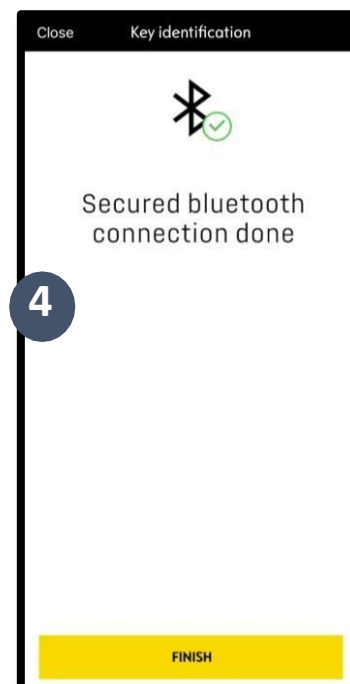 Close Key identification
Secured bluetooth
connection done
4
FINISH